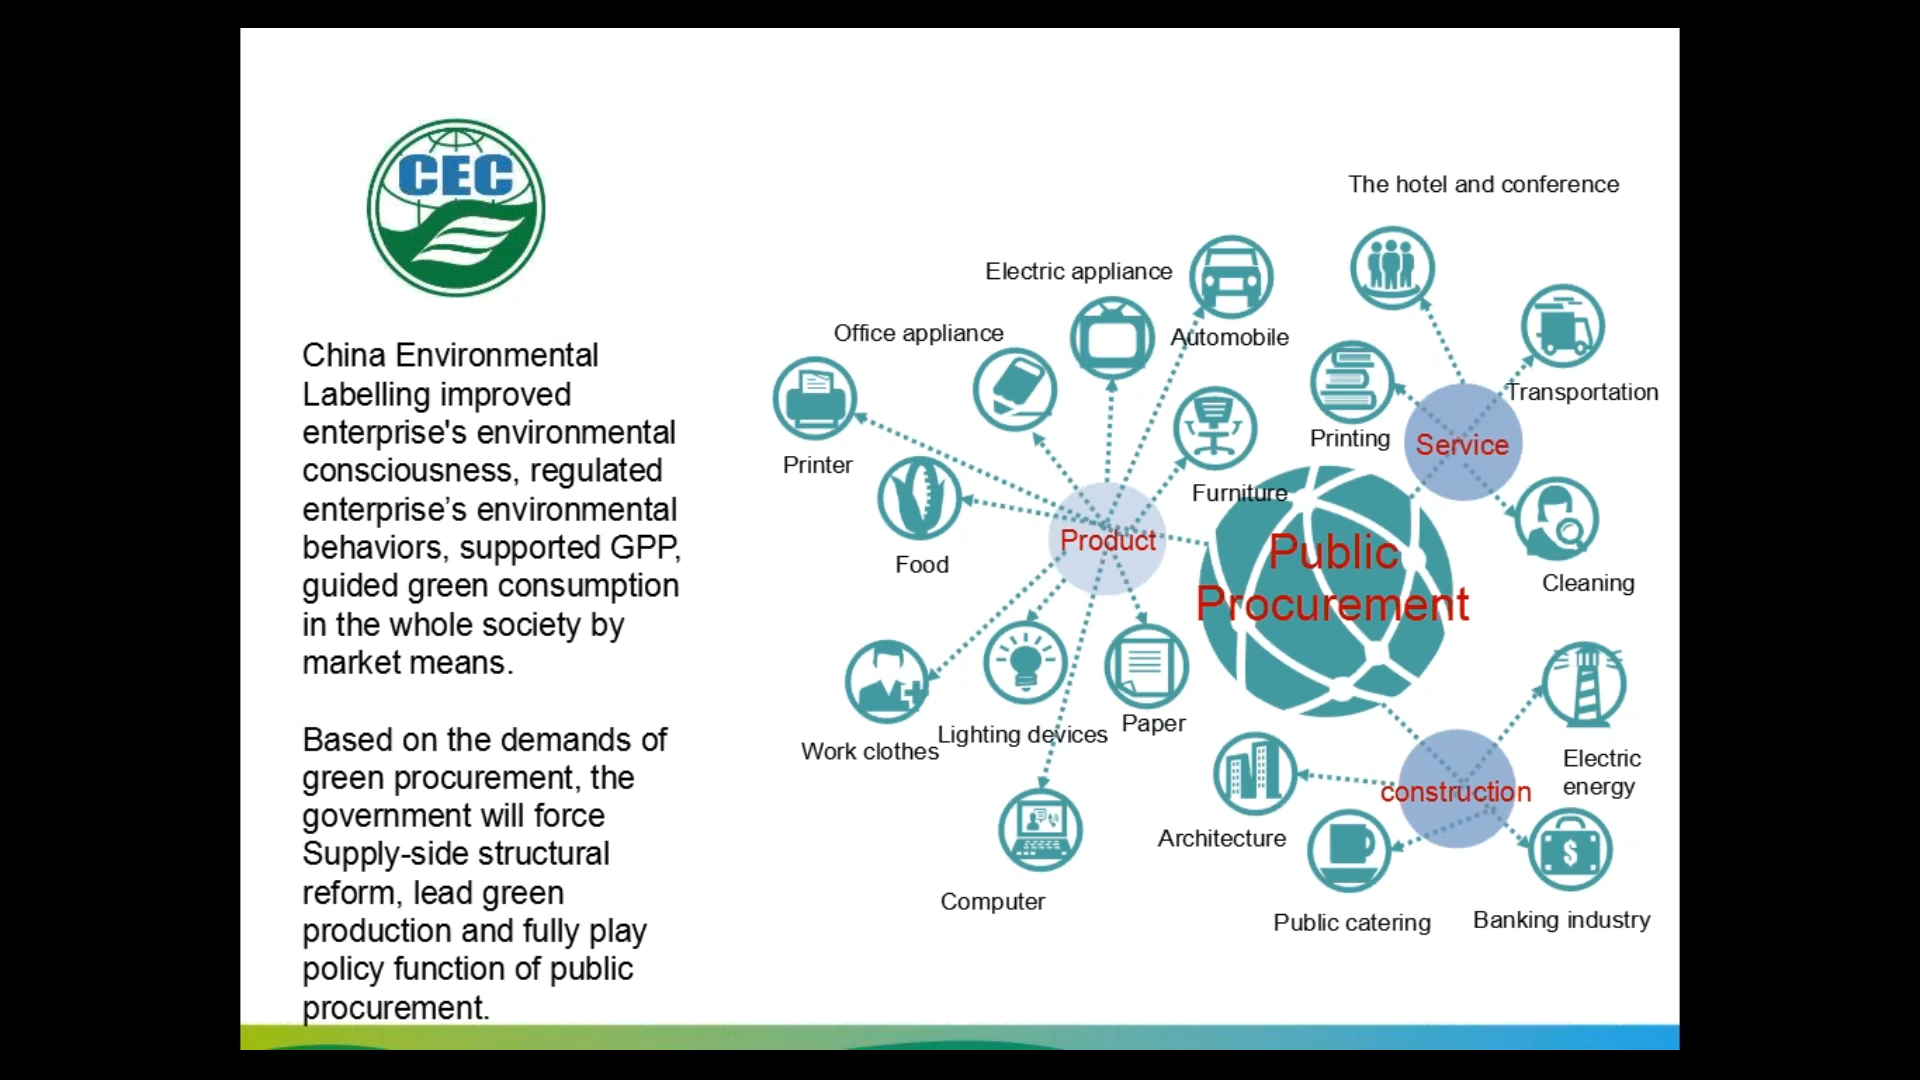 CEC
China Environmental
Labelling improved
enterprise's environmental
consciousness, regulated
enterprise’s environmental
behaviors, supported GPP,
guided green consumption
in the whole society by
market means.
Based on the demands of
green procurement, the
government will force
Supply-side structural
reform, lead green
production and fully play
policy function of public
procurement.
The hotel and conference
Electric appliance
Office appliance
Automobile
Transportation
Printing
Service
Printer
Furniture
Product
Public
Procurement
Food
Cleaning
Paper
Lighting devices
Work clothes
Electric
energy
construction
$
Architecture
Computer
Public catering
Banking industry